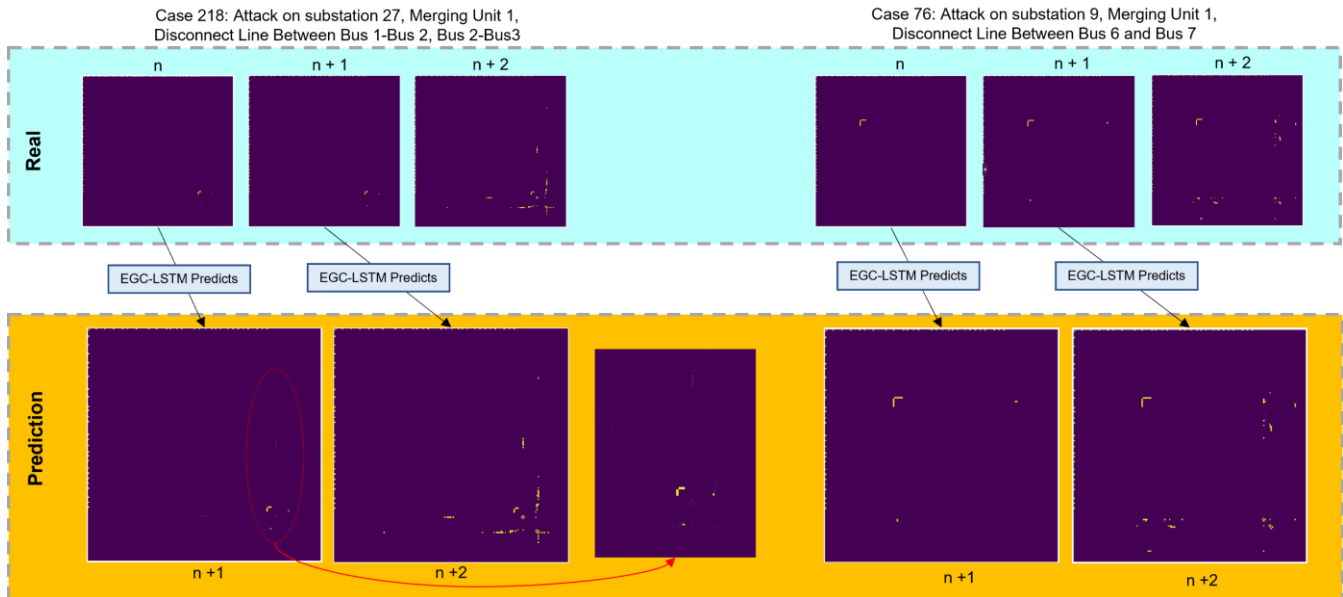 Case 218: Attack on substation 27, Merging Unit 1,
Disconnect Line Between Bus 1-Bus 2, Bus 2-Bus3
Case 76: Attack on substation 9, Merging Unit 1,
Disconnect Line Between Bus 6 and Bus 7
n
n + 1
n + 2
n
n + 1
n + 2
Real
EGC-LSTM Predicts
EGC-LSTM Predicts
EGC-LSTM Predicts
EGC-LSTM Predicts
Prediction
n +1
n +2
n +1
n +2